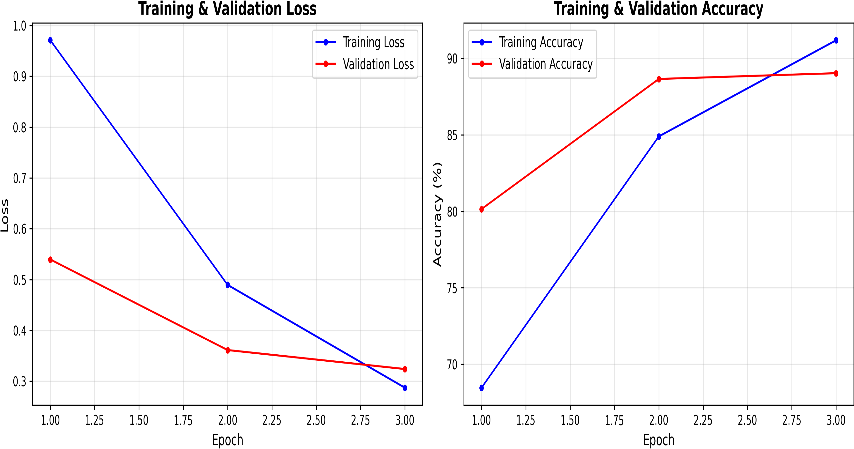 Training & Validation Loss
Training Loss
Validation Loss
1.0
0.9
0.8
0.7
0.6
0.5
0.4
0.3
Loss
1.00 1.25 1.50 1.75 2.00 2.25 2.50 2.75 3.00
Epoch
Training & Validation Accuracy
Training Accuracy
Validation Accuracy
90
85
80
75
70
Accuracy (%)
1.00 1.25 1.50 1.75 2.00 2.25 2.50 2.75 3.00
Epoch